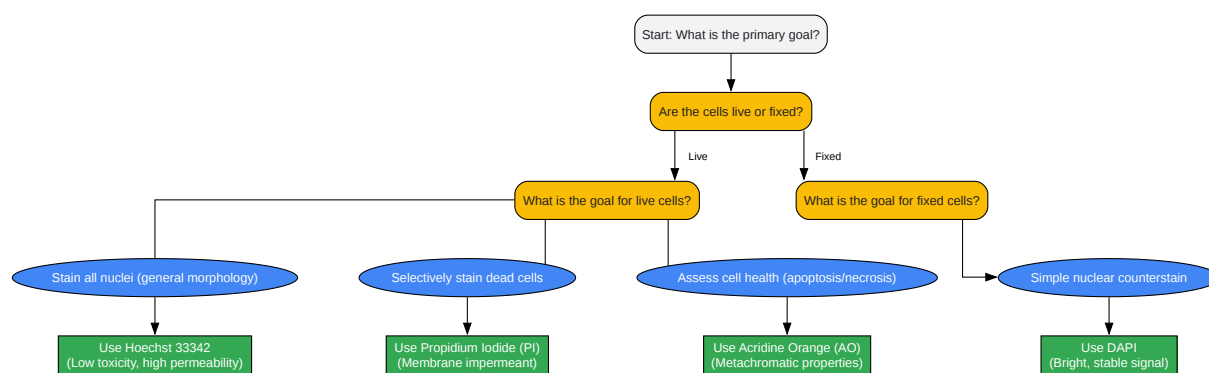 Start: What is the primary goal?
Are the cells live or fixed?
Live
Fixed
What is the goal for live cells?
What is the goal for fixed cells?
Stain all nuclei (general morphology)
Selectively stain dead cells
Assess cell health (apoptosis/necrosis)
Simple nuclear counterstain
Use Hoechst 33342
(Low toxicity, high permeability)
Use Propidium Iodide (PI)
(Membrane impermeant)
Use Acridine Orange (AO)
(Metachromatic properties)
Use DAPI
(Bright, stable signal)